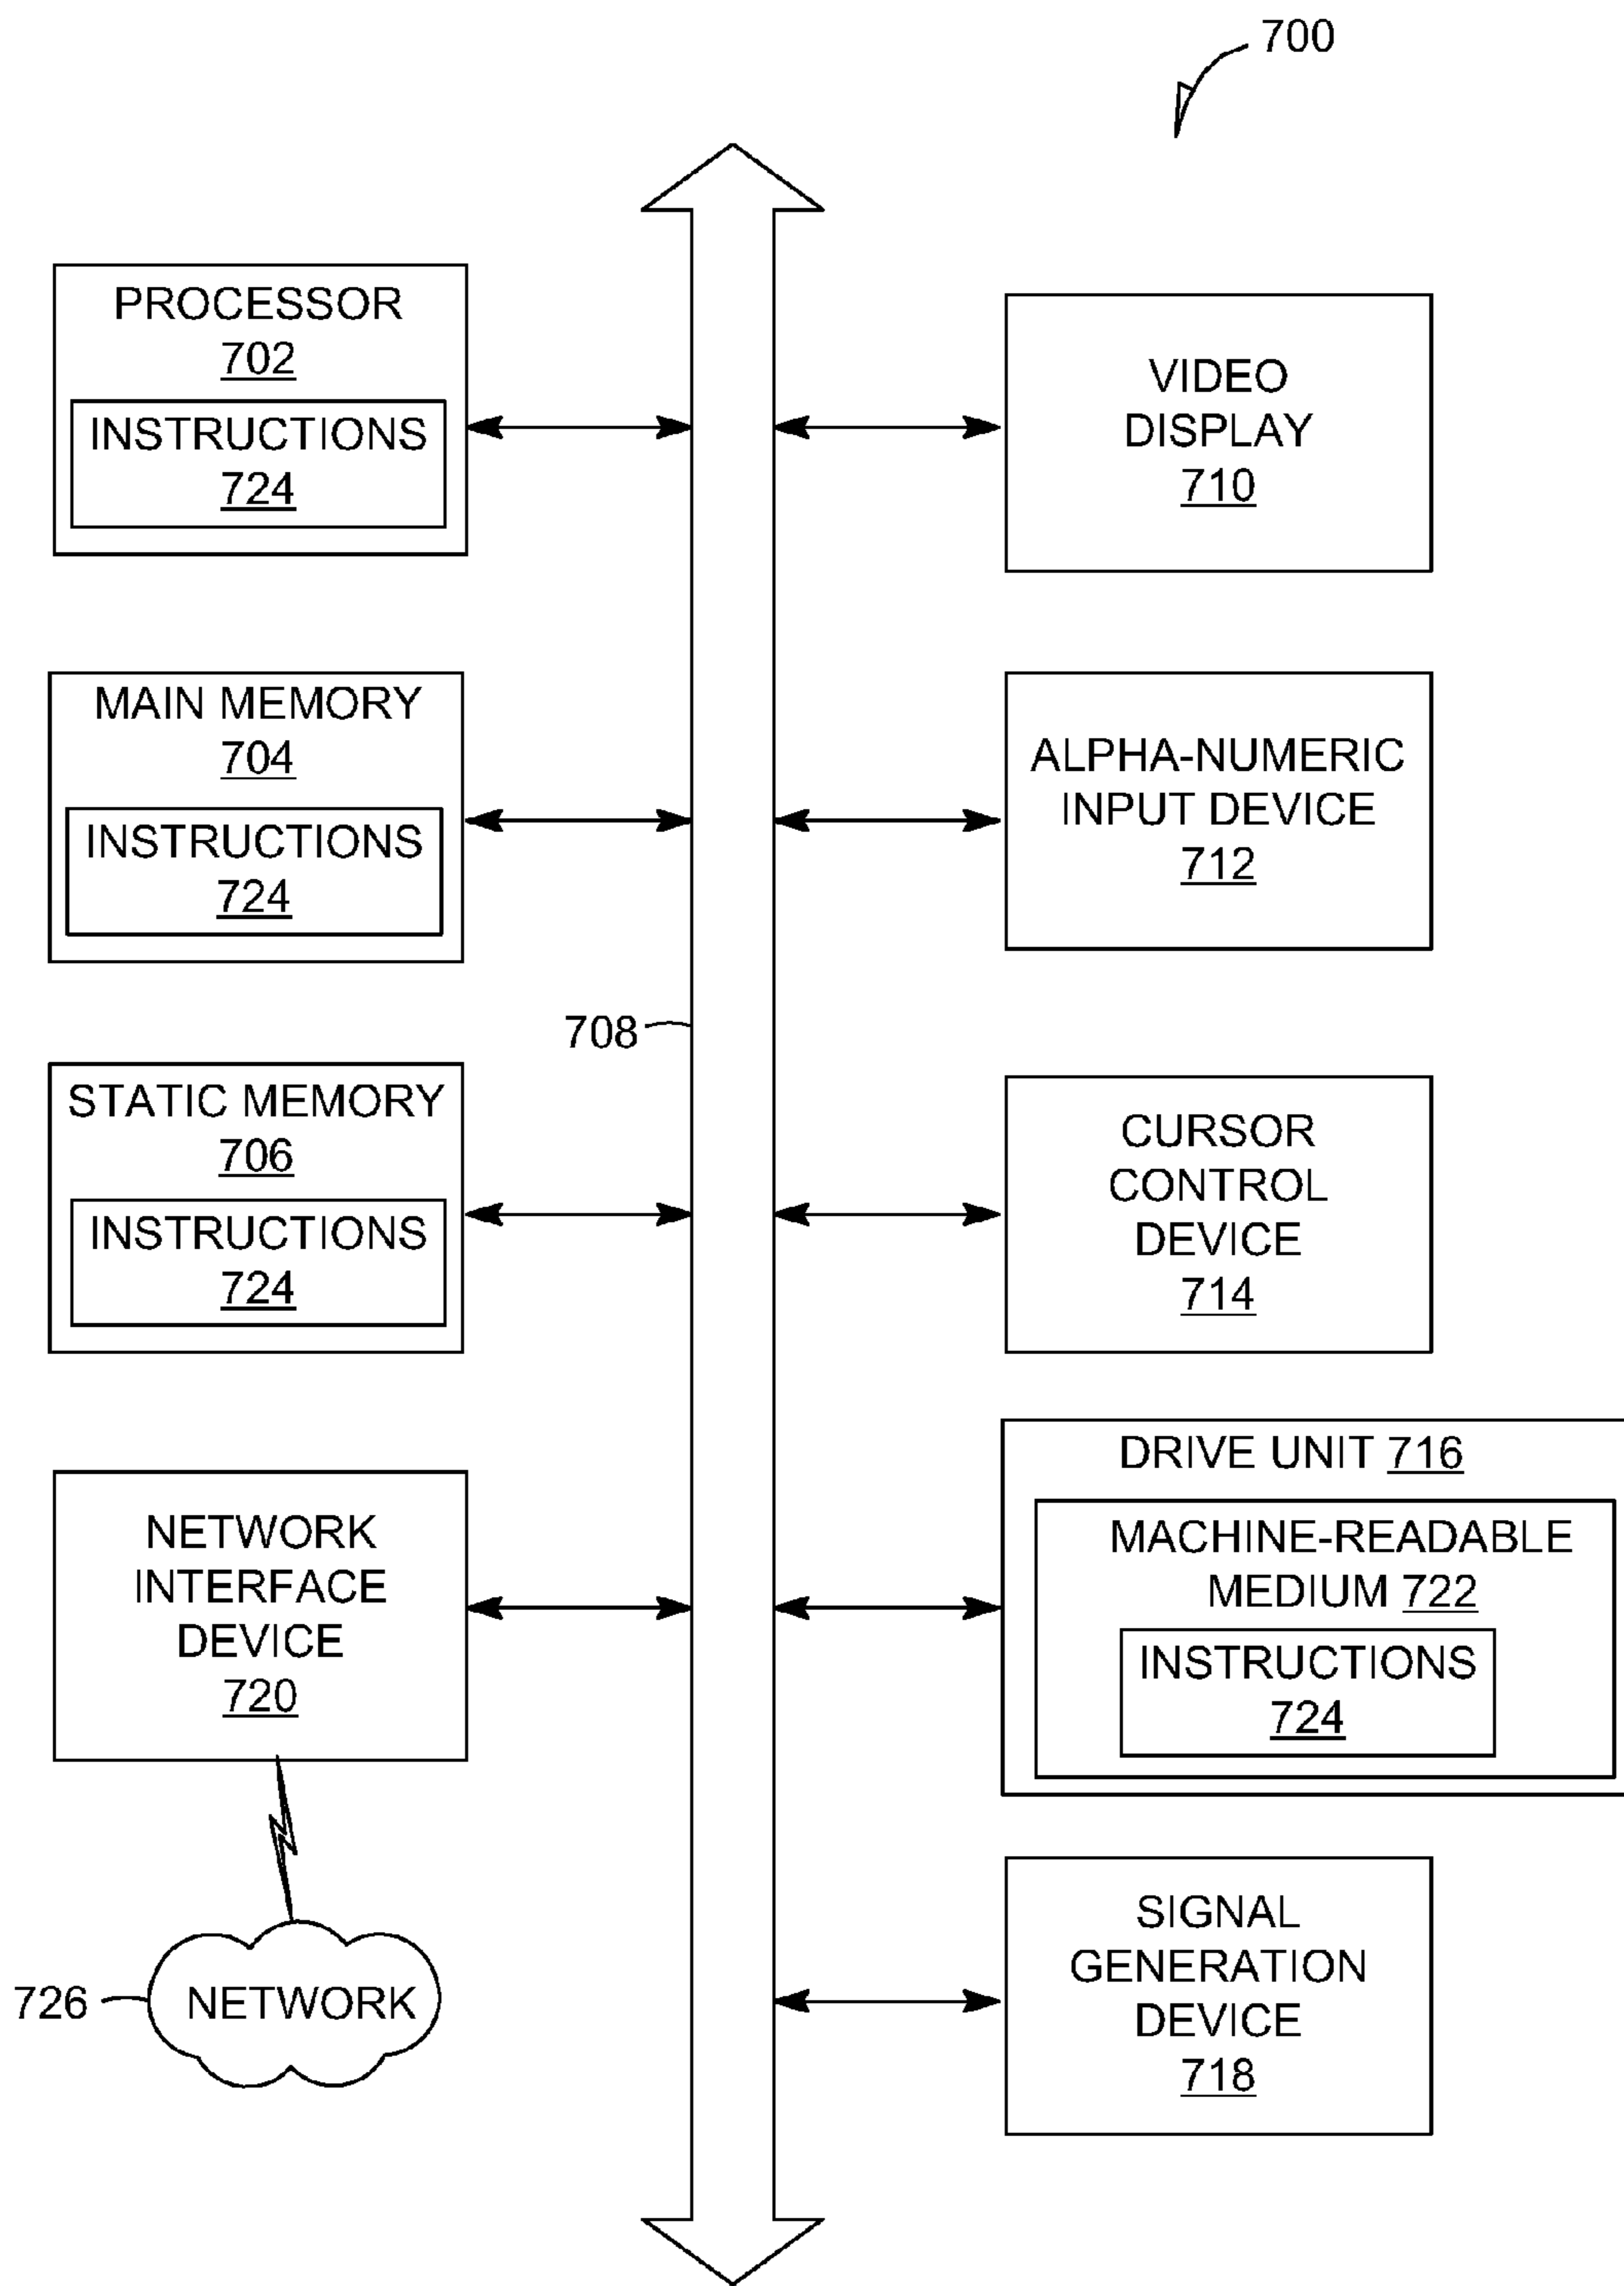 700
PROCESSOR
702
INSTRUCTIONS
724
VIDEO
DISPLAY
710
MAIN MEMORY
704
INSTRUCTIONS
724
ALPHA-NUMERIC
INPUT DEVICE
712
708
STATIC MEMORY
706
INSTRUCTIONS
724
CURSOR
CONTROL
DEVICE
714
NETWORK
INTERFACE
DEVICE
720
DRIVE UNIT 716
MACHINE-READABLE
MEDIUM 722
INSTRUCTIONS
724
726
NETWORK
SIGNAL
GENERATION
DEVICE
718